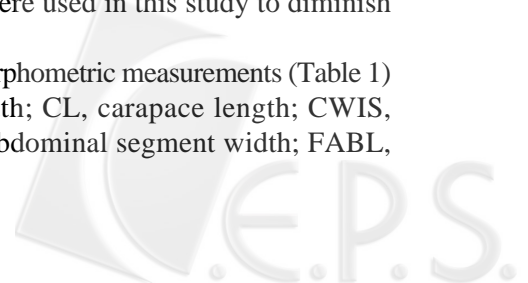 ere used in this study to diminish
rphometric measurements (Table 1)
th; CL, carapace length; CWIS,
bdominal segment width; FABL,
C.E.P.S.